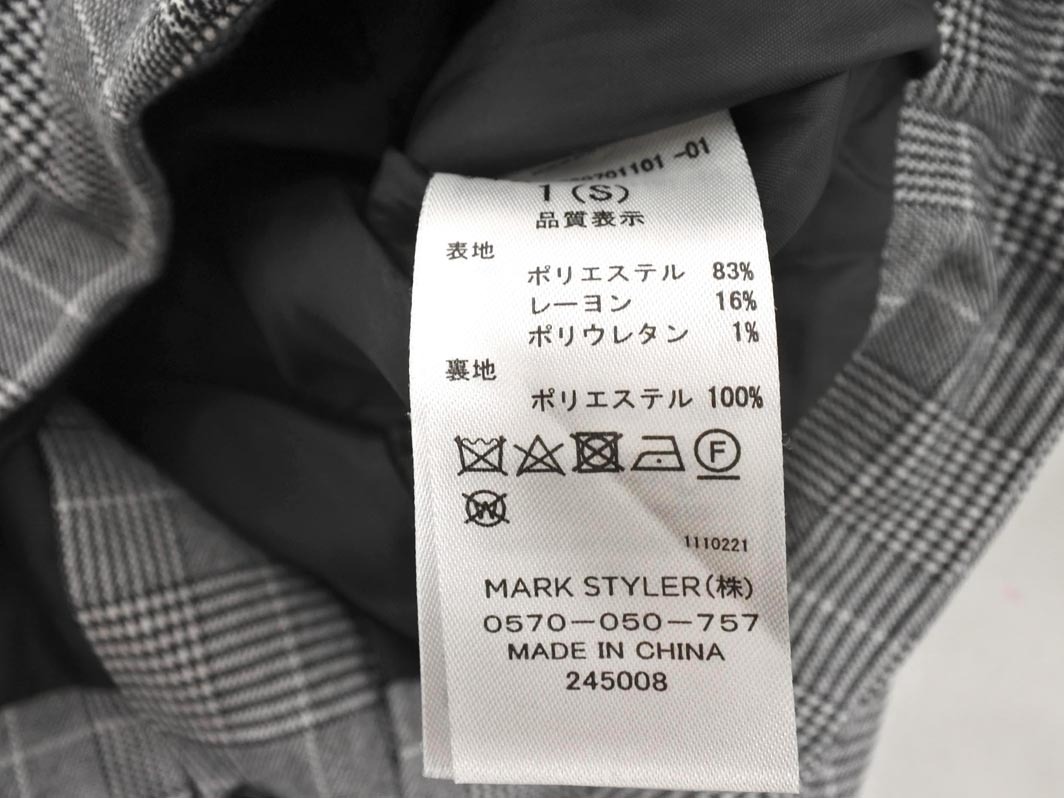 701101 -01
1 (S)
品質表示
表地
ポリエステル 83%
レーヨン 16%
ポリウレタン 1%
裏地
ポリエステル 100%
F
W
1110221
MARK STYLER(株)
0570-050-757
MADE IN CHINA
245008